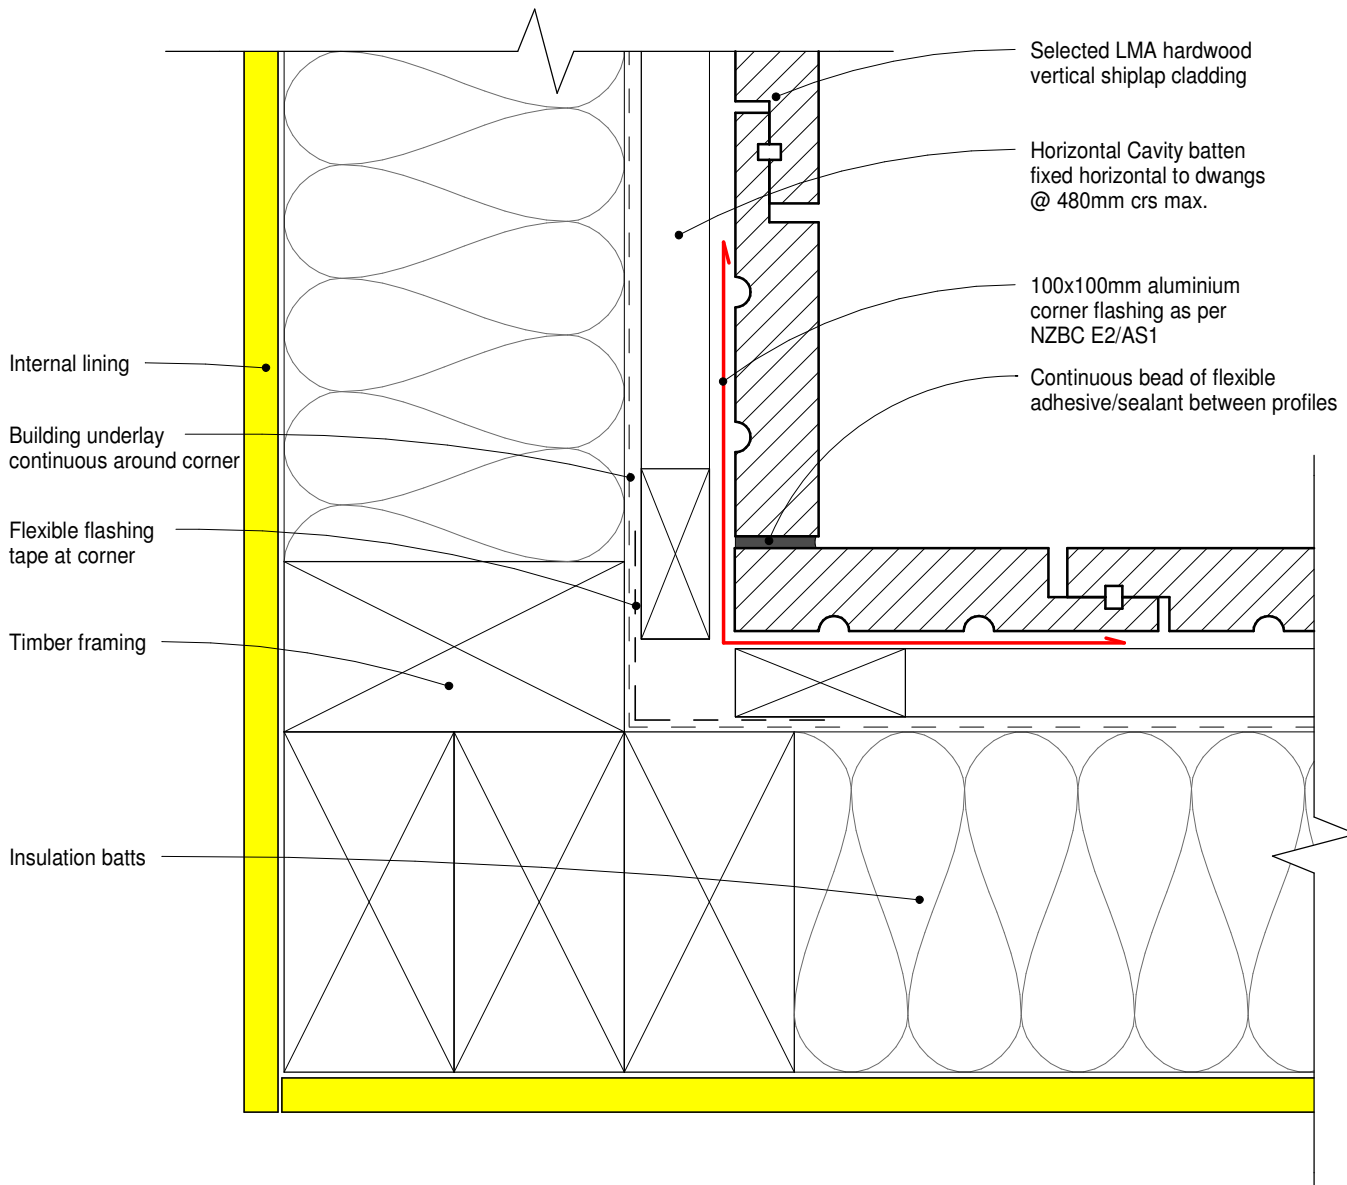 Selected LMA hardwood
vertical shiplap cladding
Horizontal Cavity batten
fixed horizontal to dwangs
@ 480mm crs max.
100x100mm aluminium
corner flashing as per
NZBC E2/AS1
Continuous bead of flexible
adhesive/sealant between profiles
Internal lining
Building underlay
continuous around corner
Flexible flashing
tape at corner
Timber framing
Insulation batts